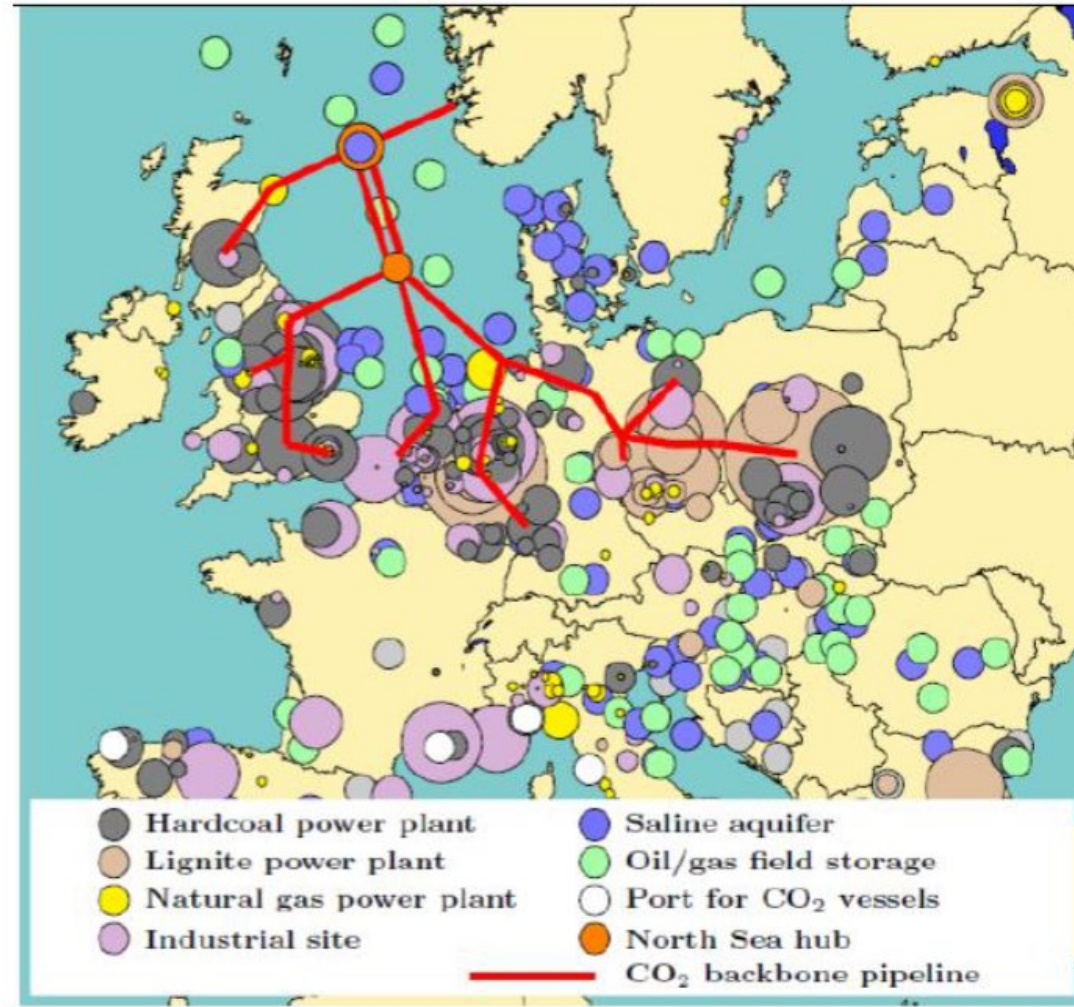 Hardcoal power plant
Lignite power plant
Natural gas power plant
Industrial site
Saline aquifer
Oil/gas field storage
Port for CO₂ vessels
North Sea hub
CO₂ backbone pipeline